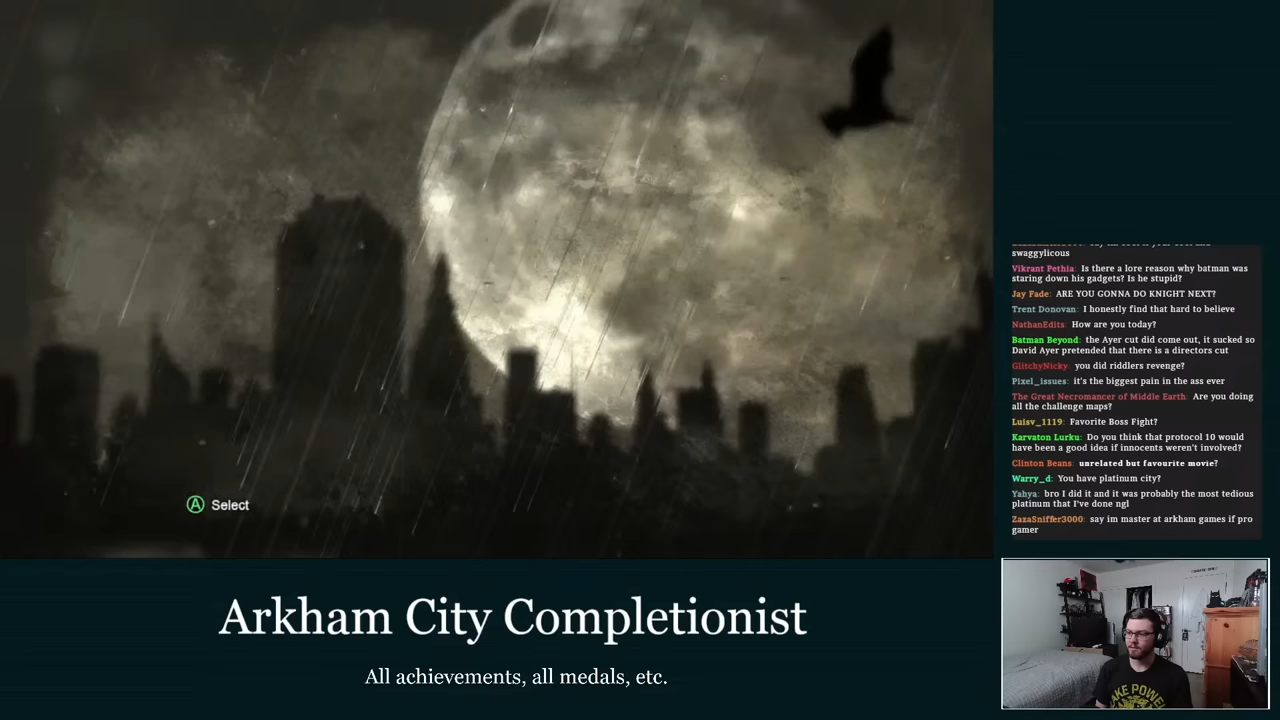 swaggylicous
Vikrant Pethia: Is there a lore reason why batman was
staring down his gadgets? Is he stupid?
Jay Fade: ARE YOU GONNA DO KNIGHT NEXT?
Trent Donovan: I honestly find that hard to believe
NathanEdits: How are you today?
Batman Beyond: the Ayer cut did come out, it sucked so
David Ayer pretended that there is a directors cut
GlitchyNicky: you did riddlers revenge?
Pixel_issues: it's the biggest pain in the ass ever
The Great Necromancer of Middle Earth: Are you doing
all the challenge maps?
Luisv_1119: Favorite Boss Fight?
Karvaton Lurku: Do you think that protocol 10 would
have been a good idea if innocents weren't involved?
Clinton Beans: unrelated but favourite movie?
Warry_d: You have platinum city?
Yahya: bro I did it and it was probably the most tedious
platinum that I've done ngl
ZazaSniffer3000: say im master at arkham games if pro
gamer
A Select
Arkham City Completionist
All achievements, all medals, etc.
AKE POWE